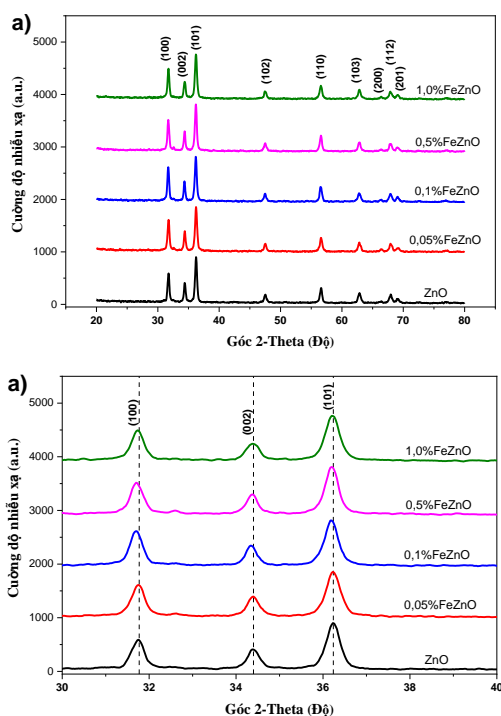 a)
Cường độ nhiễu xạ (a.u.)
5000
4000
3000
2000
1000
0
(100)
(002)
(101)
(102)
(110)
(103)
(200)
(112)
(201)
1,0%FeZnO
0,5%FeZnO
0,1%FeZnO
0,05%FeZnO
ZnO
20 30 40 50 60 70 80
Góc 2-Theta (Độ)
a)
Cường độ nhiễu xạ (a.u.)
5000
4000
3000
2000
1000
0
(100)
(002)
(101)
1,0%FeZnO
0,5%FeZnO
0,1%FeZnO
0,05%FeZnO
ZnO
30 32 34 36 38 40
Góc 2-Theta (Độ)